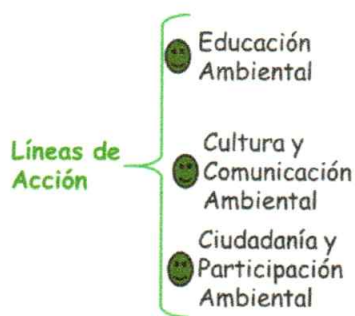 Líneas de
Acción
Educación
Ambiental
Cultura y
Comunicación
Ambiental
Ciudadanía y
Participación
Ambiental